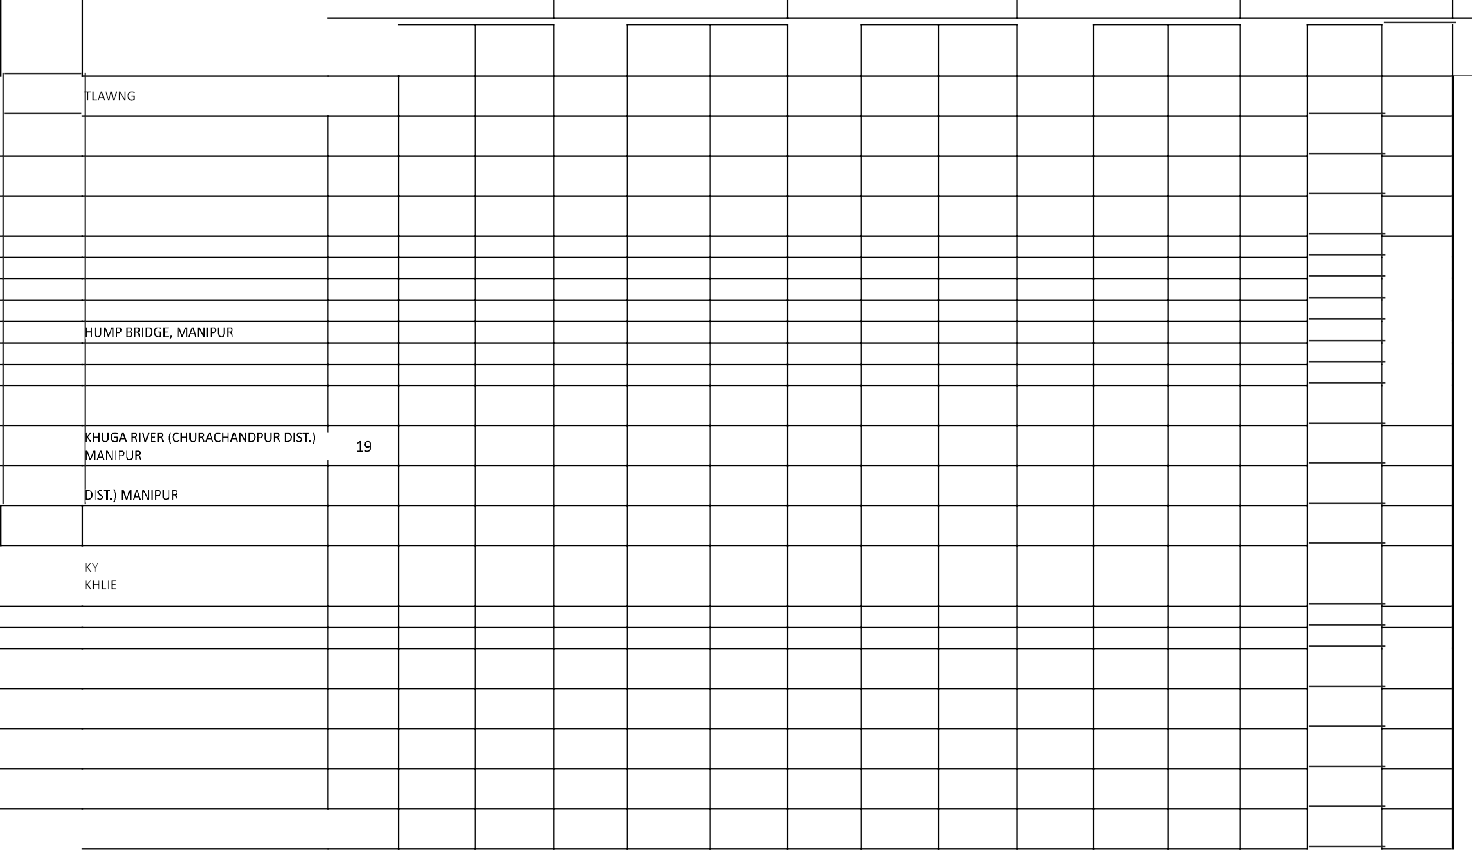 TLAWNG
HUMP BRIDGE, MANIPUR
KHUGA RIVER (CHURACHANDPUR DIST.)
MANIPUR
19
DIST.) MANIPUR
KY
KHLIE